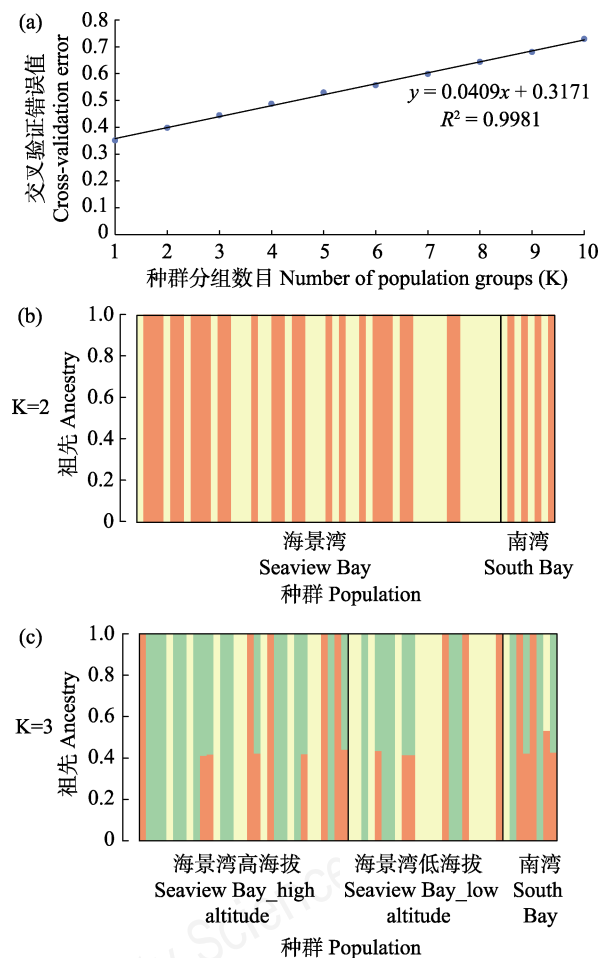 (a)
0.8
0.7
0.6
0.5
0.4
0.3
0.2
0.1
0
交叉验证错误值
Cross-validation error
y = 0.0409x + 0.3171
R² = 0.9981
1 2 3 4 5 6 7 8 9 10
种群分组数目 Number of population groups (K)
(b)
K=2
祖先 Ancestry
1.0
0.8
0.6
0.4
0.2
0
海景湾 南湾
Seaview Bay South Bay
种群 Population
(c)
K=3
祖先 Ancestry
1.0
0.8
0.6
0.4
0.2
0
海景湾高海拔 海景湾低海拔 南湾
Seaview Bay_high Seaview Bay_low South
altitude altitude Bay
种群 Population